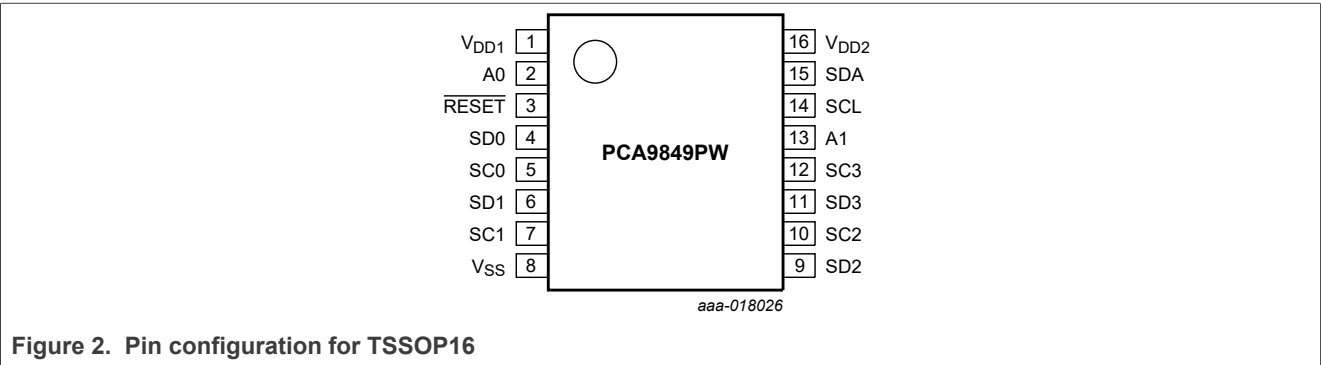 VDD1 1 16 VDD2
A0 2 15 SDA
RESET 3 14 SCL
SD0 4 13 A1
PCA9849PW
SC0 5 12 SC3
SD1 6 11 SD3
SC1 7 10 SC2
VSS 8 9 SD2
aaa-018026
Figure 2. Pin configuration for TSSOP16